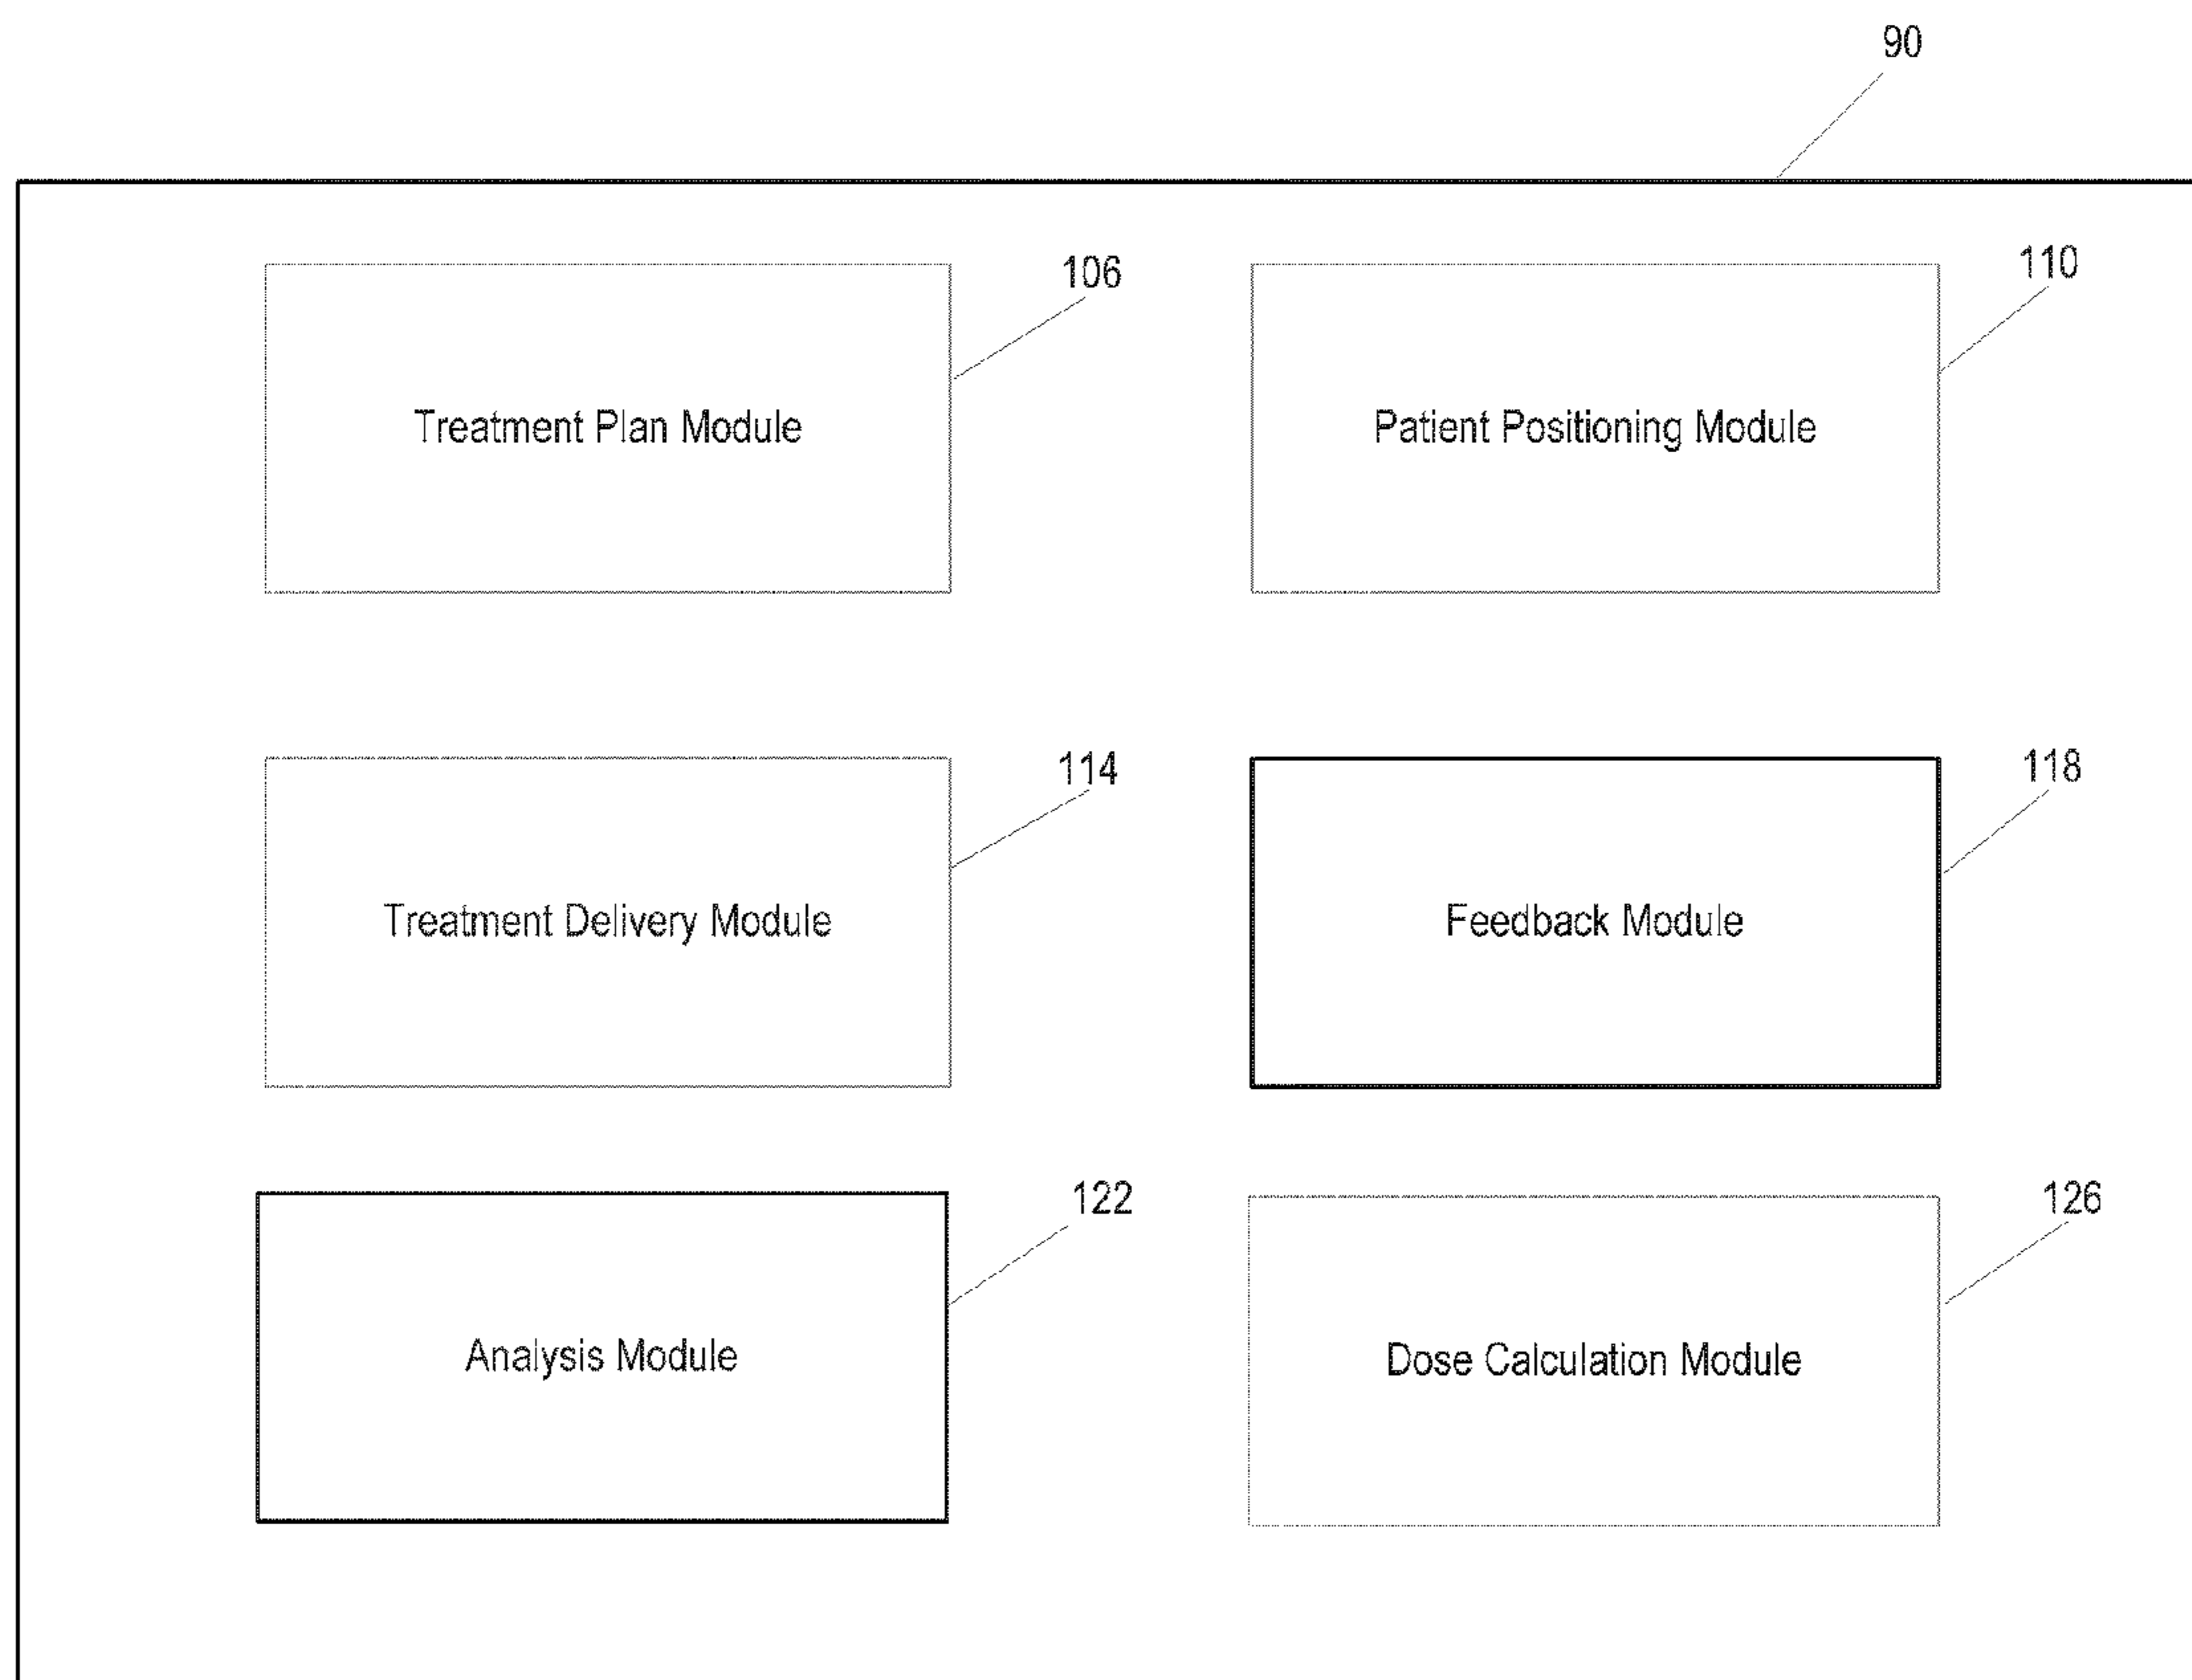 90
106
110
Treatment Plan Module
Patient Positioning Module
114
118
Treatment Delivery Module
Feedback Module
122
126
Analysis Module
Dose Calculation Module